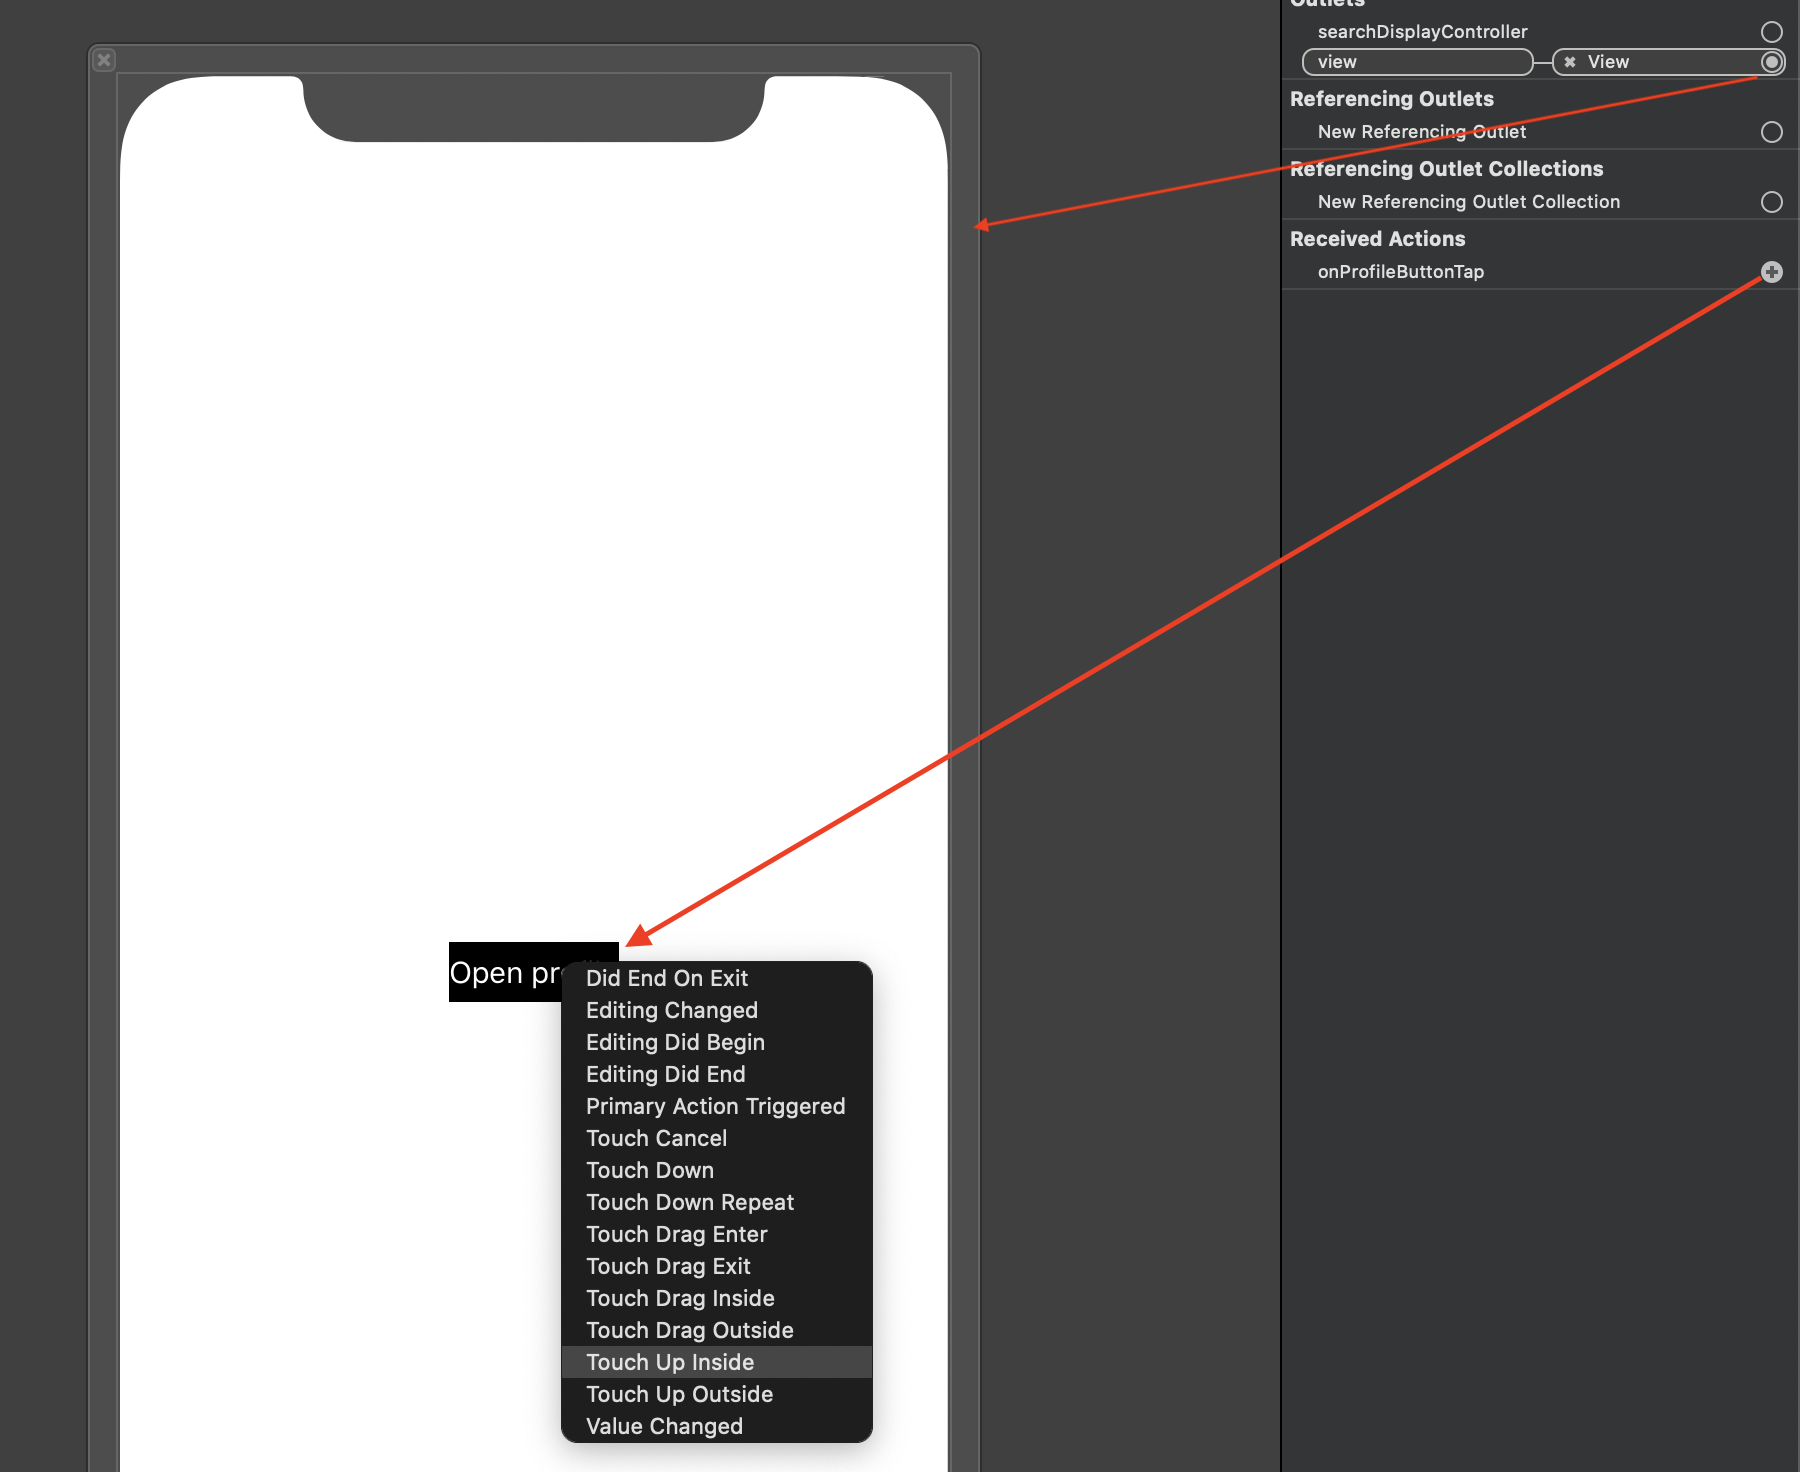 Outlets
searchDisplayController
view
View
Referencing Outlets
New Referencing Outlet
Referencing Outlet Collections
New Referencing Outlet Collection
Received Actions
onProfileButtonTap
Open
Did End On Exit
Editing Changed
Editing Did Begin
Editing Did End
Primary Action Triggered
Touch Cancel
Touch Down
Touch Down Repeat
Touch Drag Enter
Touch Drag Exit
Touch Drag Inside
Touch Drag Outside
Touch Up Inside
Touch Up Outside
Value Changed